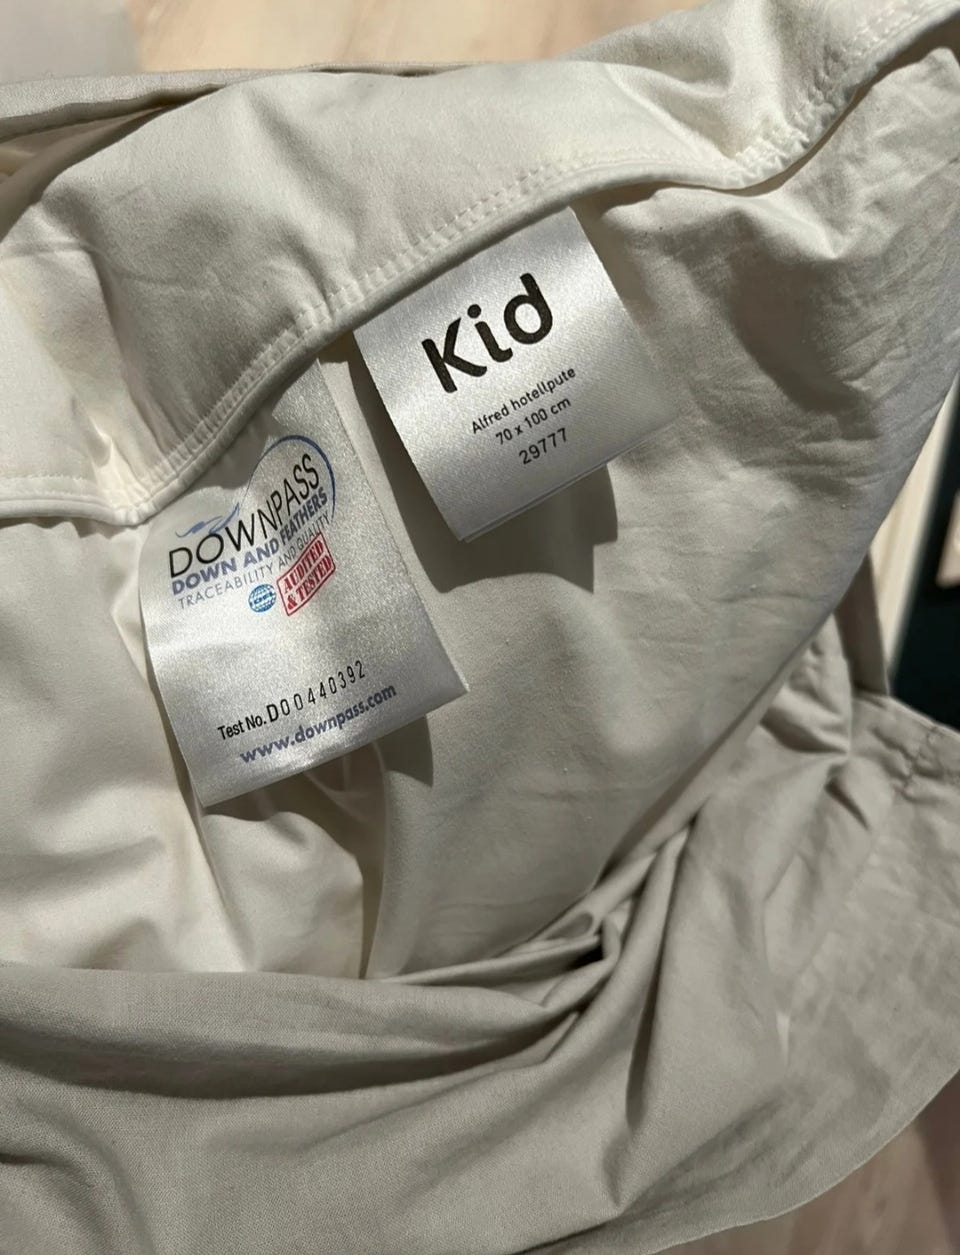 Kid
Alfred hotellpute
70 x 100 cm
29777
DOWNPASS
DOWN AND FEATHERS
TRACEABILITY AND QUALITY
AUDITED
& TESTED
Test No. D00440392
www.downpass.com